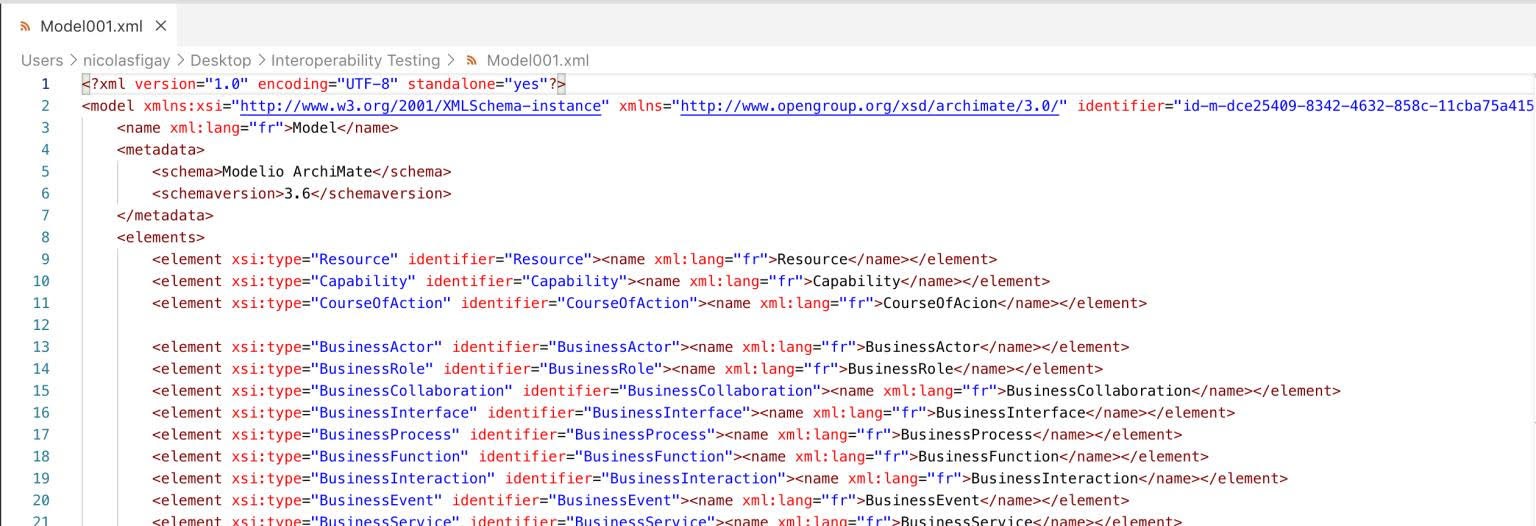 Model001.xml
Users > nicolasfigay > Desktop > Interoperability Testing > Model001.xml
1 <?xml version="1.0" encoding="UTF-8" standalone="yes"?>
2 <model xmlns:xsi="http://www.w3.org/2001/XMLSchema-instance" xmlns="http://www.opengroup.org/xsd/archimate/3.0/" identifier="id-m-dce25409-8342-4632-858c-11cba75a415
3 <name xml:lang="fr">Model</name>
4 <metadata>
5 <schema>Modelio ArchiMate</schema>
6 <schemaversion>3.6</schemaversion>
7 </metadata>
8 <elements>
9 <element xsi:type="Resource" identifier="Resource"><name xml:lang="fr">Resource</name></element>
10 <element xsi:type="Capability" identifier="Capability"><name xml:lang="fr">Capability</name></element>
11 <element xsi:type="CourseOfAction" identifier="CourseOfAction"><name xml:lang="fr">CourseOfAcion</name></element>
12
13 <element xsi:type="BusinessActor" identifier="BusinessActor"><name xml:lang="fr">BusinessActor</name></element>
14 <element xsi:type="BusinessRole" identifier="BusinessRole"><name xml:lang="fr">BusinessRole</name></element>
15 <element xsi:type="BusinessCollaboration" identifier="BusinessCollaboration"><name xml:lang="fr">BusinessCollaboration</name></element>
16 <element xsi:type="BusinessInterface" identifier="BusinessInterface"><name xml:lang="fr">BusinessInterface</name></element>
17 <element xsi:type="BusinessProcess" identifier="BusinessProcess"><name xml:lang="fr">BusinessProcess</name></element>
18 <element xsi:type="BusinessFunction" identifier="BusinessFunction"><name xml:lang="fr">BusinessFunction</name></element>
19 <element xsi:type="BusinessInteraction" identifier="BusinessInteraction"><name xml:lang="fr">BusinessInteraction</name></element>
20 <element xsi:type="BusinessEvent" identifier="BusinessEvent"><name xml:lang="fr">BusinessEvent</name></element>
21 <element xsi:type="BusinessService" identifier="BusinessService"><name xml:lang="fr">BusinessService</name></element>